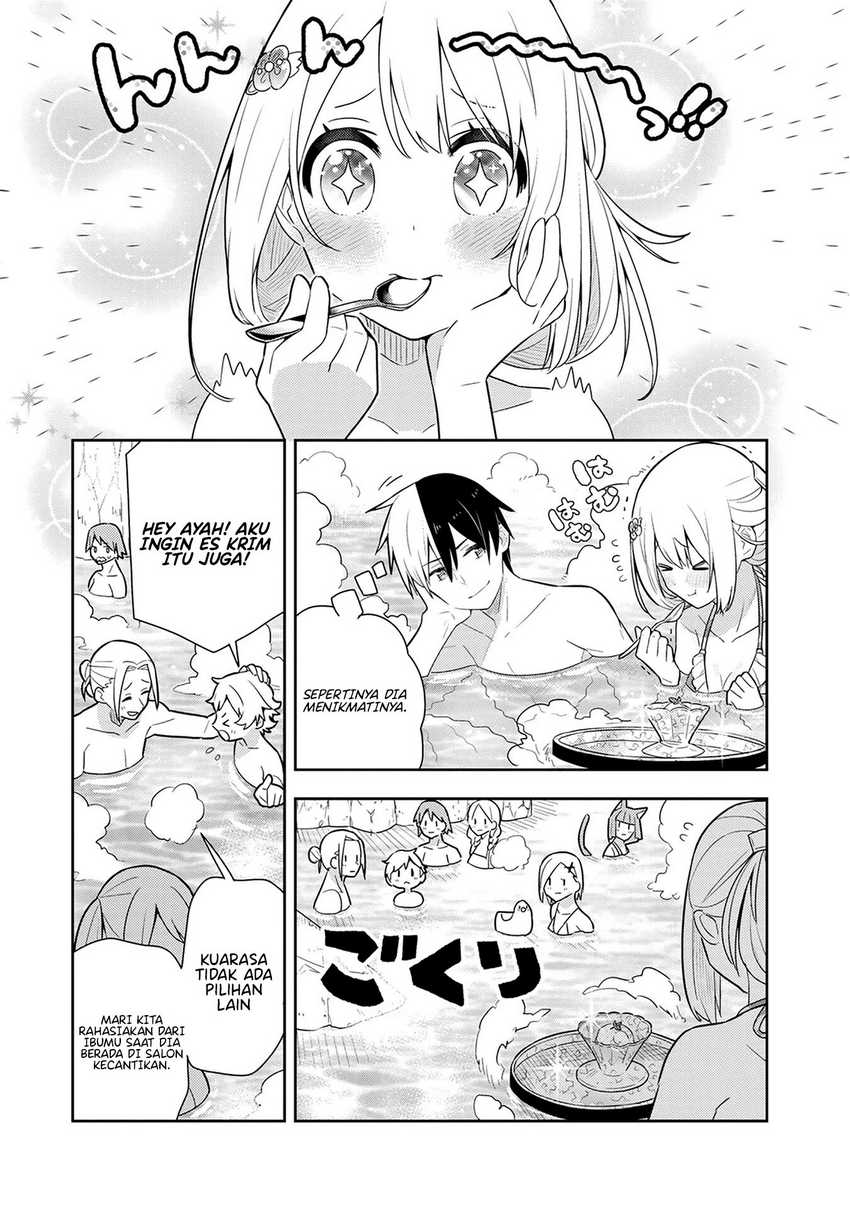 んんん〜〜〜っ!!
はむ
はむ
はむ
SEPERTINYA DIA
MENIKMATINYA.
ごくり
HEY AYAH! AKU
INGIN ES KRIM
ITU JUGA!
KUARASA
TIDAK ADA
PILIHAN
LAIN
MARI KITA
RAHASIAKAN DARI
IBUMU SAAT DIA
BERADA DI SALON
KECANTIKAN.